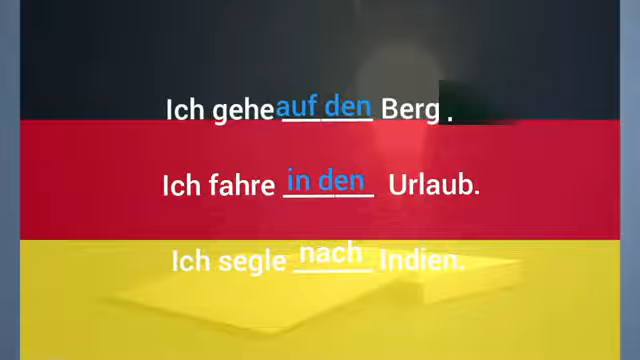 Ich gehe auf den Berg.
Ich fahre in den Urlaub.
Ich segle nach Indien.